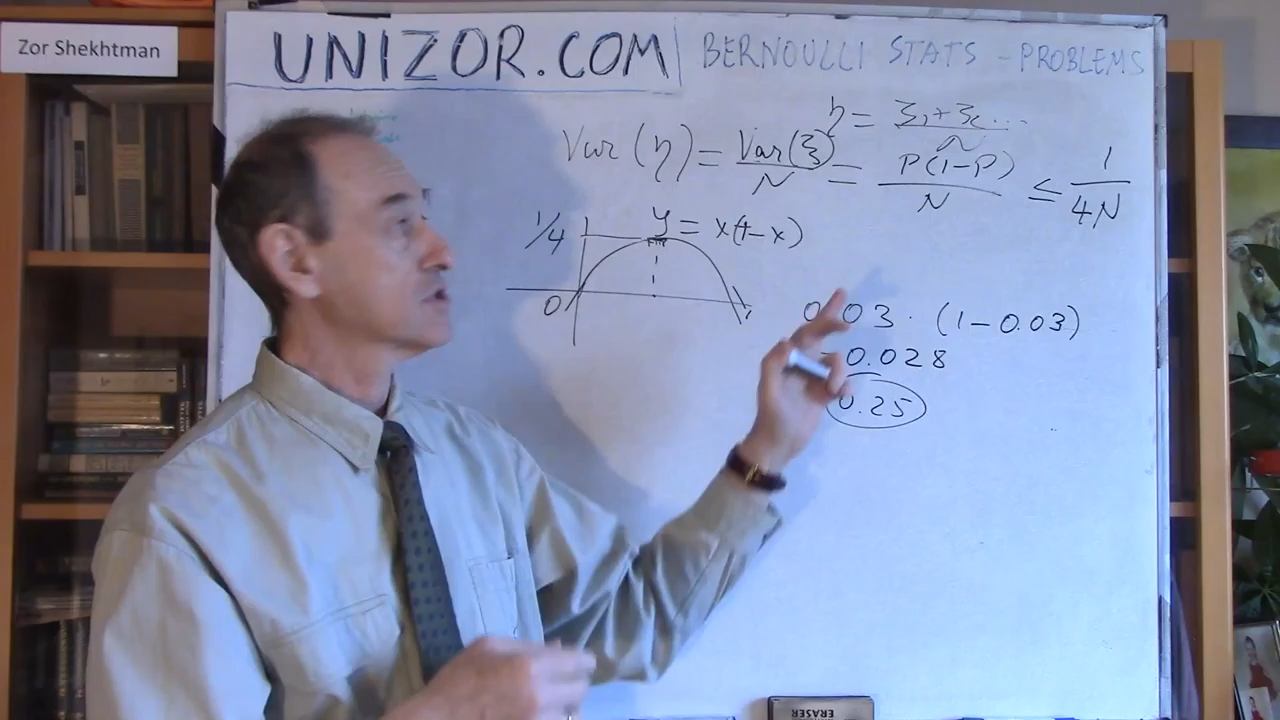 Zor Shekhtman
UNIZOR.COM
BERNOULLI STATS - PROBLEMS
η = ξ₁ + ξ₂ ... / N
Var(η) = Var(ξ) / N = P(1-P) / N ≤ 1 / 4N
1/4
y = x(1-x)
0
0.03 · (1-0.03)
0.028
0.25
ERASER